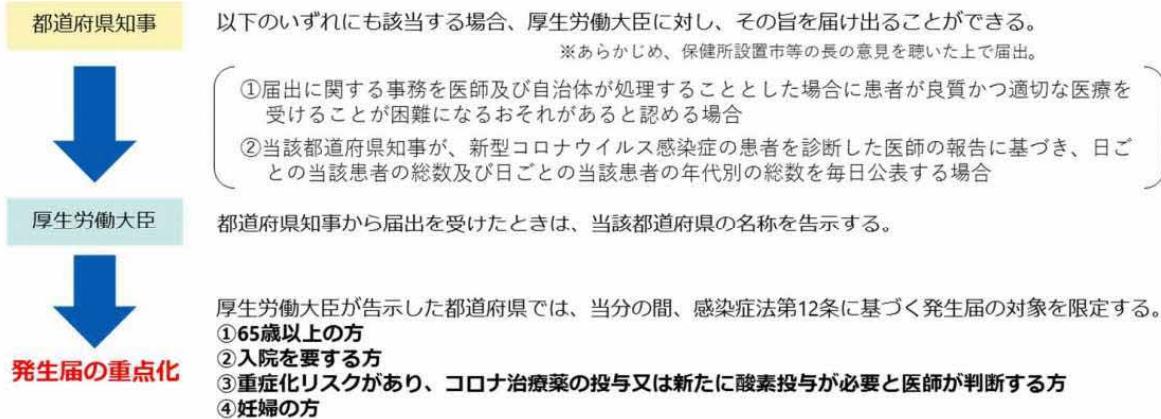 都道府県知事
以下のいずれにも該当する場合、厚生労働大臣に対し、その旨を届け出ることができる。
※あらかじめ、保健所設置市等の長の意見を聴いた上で届出。
①届出に関する事務を医師及び自治体が処理することとした場合に患者が良質かつ適切な医療を
受けることが困難になるおそれがあると認める場合
②当該都道府県知事が、新型コロナウイルス感染症の患者を診断した医師の報告に基づき、日ご
との当該患者の総数及び日ごとの当該患者の年代別の総数を毎日公表する場合
厚生労働大臣
都道府県知事から届出を受けたときは、当該都道府県の名称を告示する。
厚生労働大臣が告示した都道府県では、当分の間、感染症法第12条に基づく発生届の対象を限定する。
①65歳以上の方
②入院を要する方
③重症化リスクがあり、コロナ治療薬の投与又は新たに酸素投与が必要と医師が判断する方
④妊婦の方
発生届の重点化